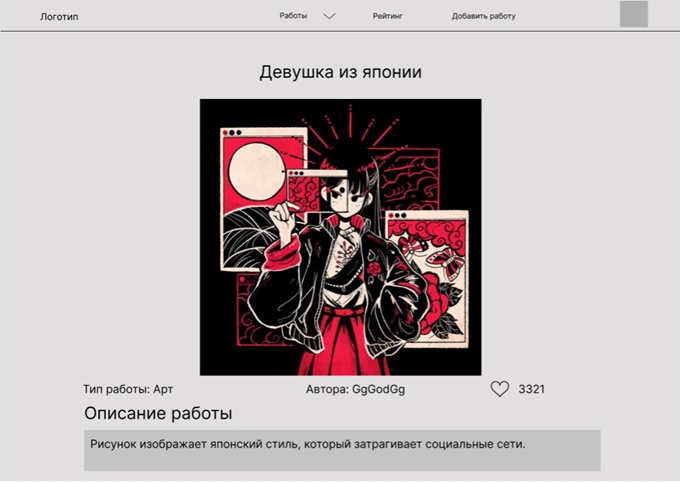 Логотип
Работы
Рейтинг
Добавить работу
Девушка из японии
Тип работы: Арт
Автора: GgGodGg
3321
Описание работы
Рисунок изображает японский стиль, который затрагивает социальные сети.